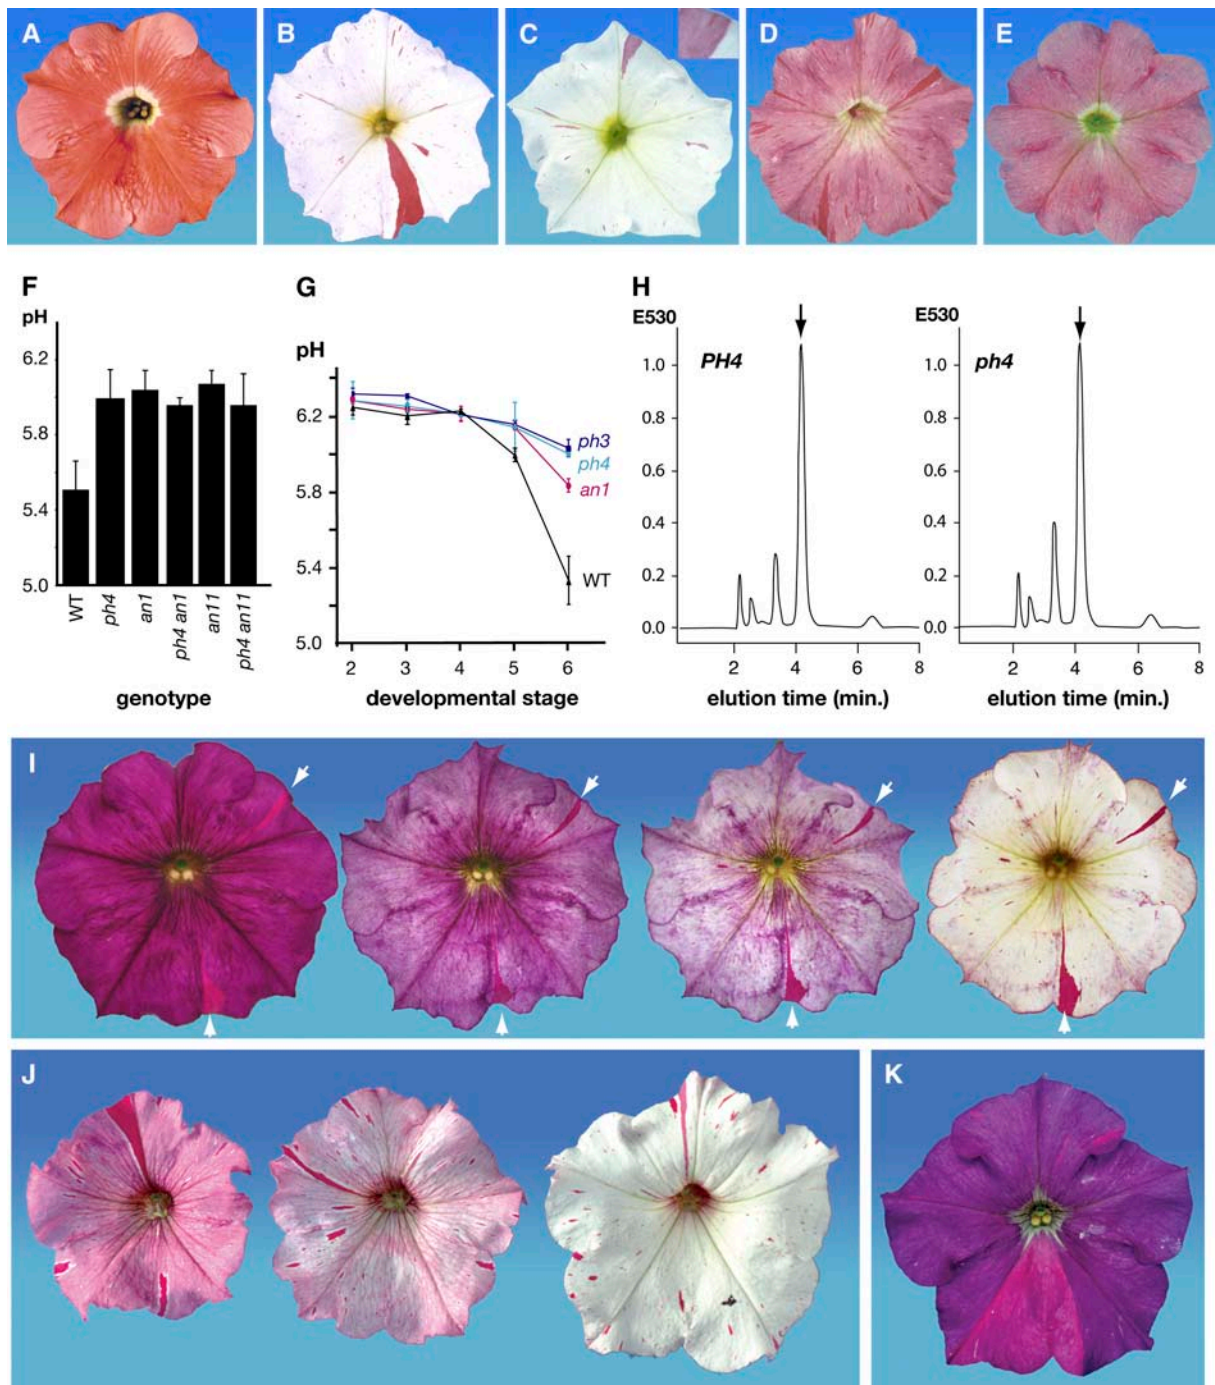 A B C D E
F G H
pH
6.2
5.8
5.4
5.0
WT
ph4
an1
ph4 an1
an11
ph4 an11
genotype
pH
6.2
5.8
5.4
5.0
ph3
ph4
an1
WT
2 3 4 5 6
developmental stage
E530
PH4
1.0
0.8
0.6
0.4
0.2
0.0
2 4 6 8
elution time (min.)
E530
ph4
1.0
0.8
0.6
0.4
0.2
0.0
2 4 6 8
elution time (min.)
I
J K